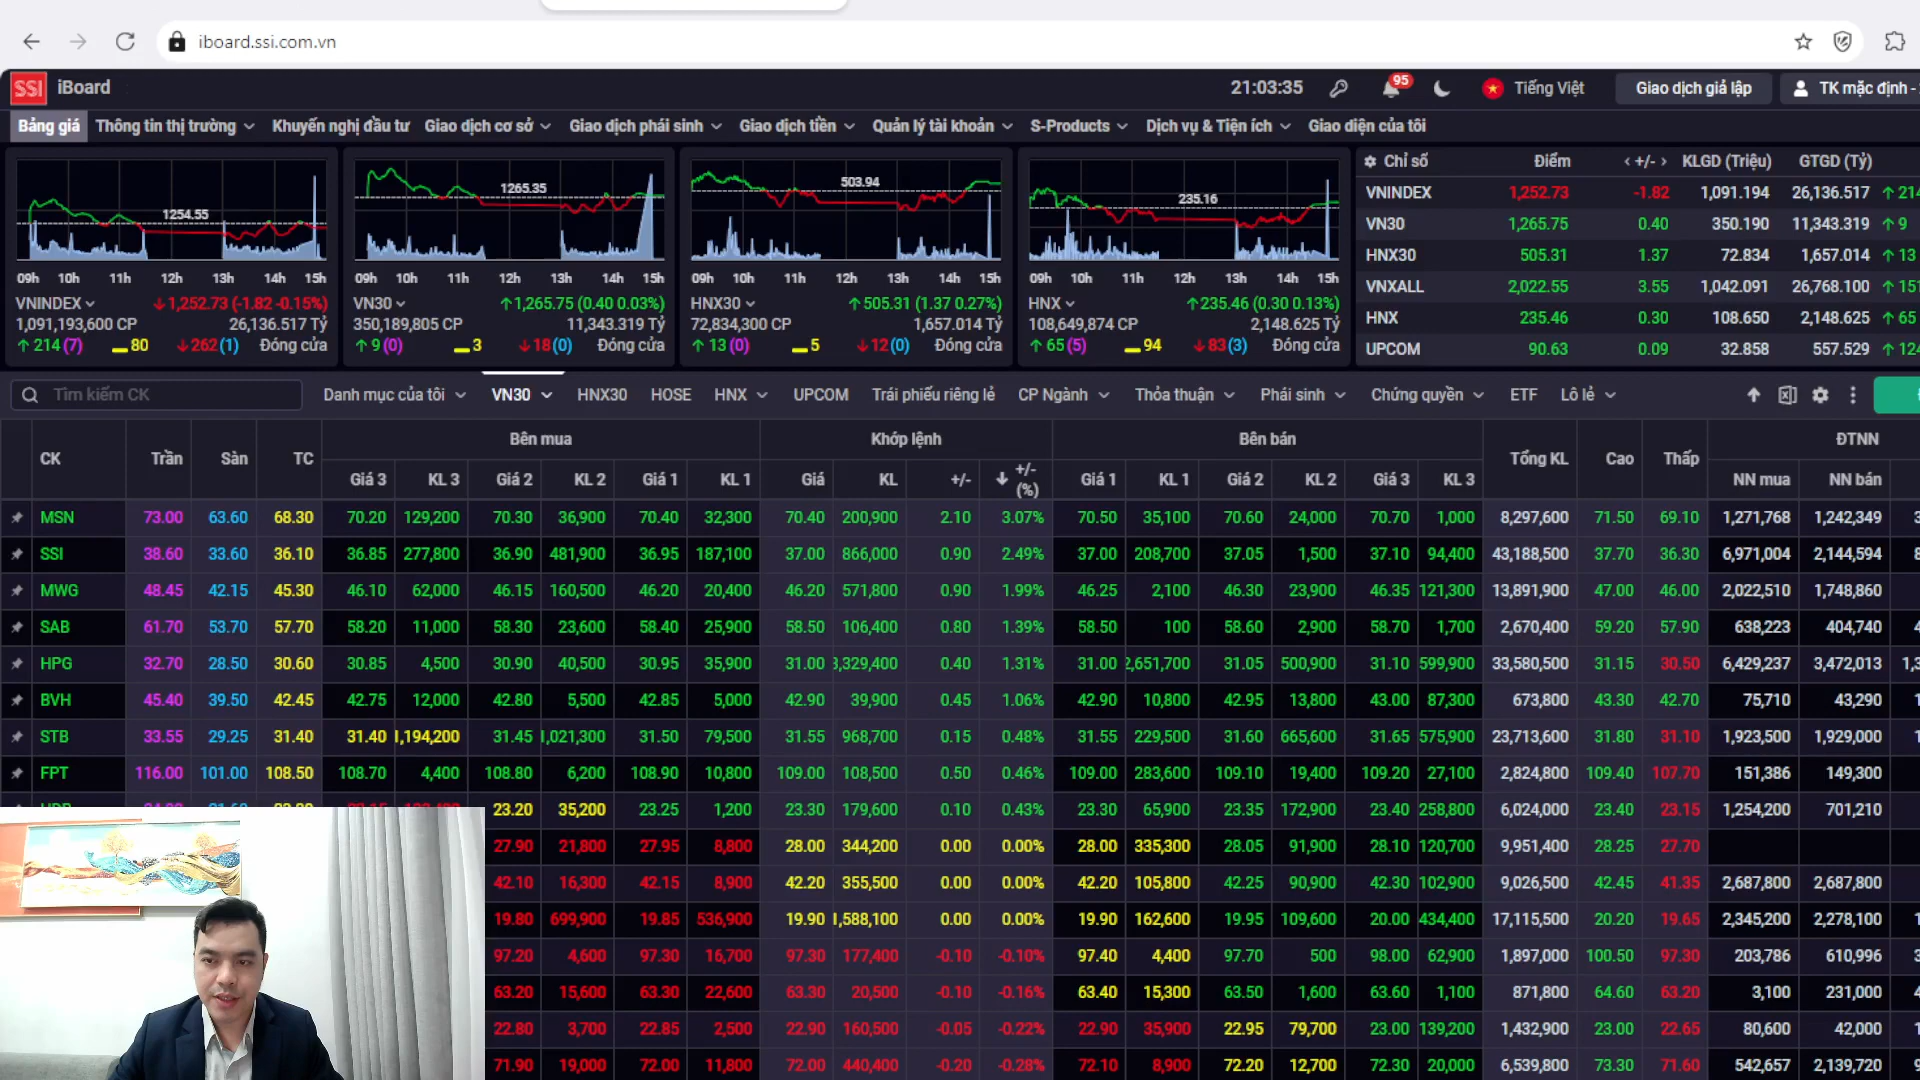 iboard.ssi.com.vn
SSI iBoard 21:03:35 95 Tiếng Việt Giao dịch giả lập TK mặc định -
Bảng giá Thông tin thị trường Khuyến nghị đầu tư Giao dịch cơ sở Giao dịch phái sinh Giao dịch tiền Quản lý tài khoản S-Products Dịch vụ & Tiện ích Giao diện của tôi
1254.55
09h 10h 11h 12h 13h 14h 15h
VNINDEX ↓1,252.73 (-1.82 -0.15%)
1,091,193,600 CP 26,136.517 Tỷ
↑214(7) 80 ↓262(1) Đóng cửa
1265.35
09h 10h 11h 12h 13h 14h 15h
VN30 ↑1,265.75 (0.40 0.03%)
350,189,805 CP 11,343.319 Tỷ
↑9(0) 3 ↓18(0) Đóng cửa
503.94
09h 10h 11h 12h 13h 14h 15h
HNX30 ↑505.31 (1.37 0.27%)
72,834,300 CP 1,657.014 Tỷ
↑13(0) 5 ↓12(0) Đóng cửa
235.16
09h 10h 11h 12h 13h 14h 15h
HNX ↑235.46 (0.30 0.13%)
108,649,874 CP 2,148.625 Tỷ
↑65(5) 94 ↓83(3) Đóng cửa
Chỉ số Điểm ‹ +/- › KLGD (Triệu) GTGD (Tỷ)
VNINDEX 1,252.73 -1.82 1,091.194 26,136.517 ↑214
VN30 1,265.75 0.40 350.190 11,343.319 ↑9
HNX30 505.31 1.37 72.834 1,657.014 ↑13
VNXALL 2,022.55 3.55 1,042.091 26,768.100 ↑151
HNX 235.46 0.30 108.650 2,148.625 ↑65
UPCOM 90.63 0.09 32.858 557.529 ↑124
Tìm kiếm CK Danh mục của tôi VN30 HNX30 HOSE HNX UPCOM Trái phiếu riêng lẻ CP Ngành Thỏa thuận Phái sinh Chứng quyền ETF Lô lẻ
CK Trần Sàn TC Bên mua Khớp lệnh Bên bán Tổng KL Cao Thấp ĐTNN
Giá 3 KL 3 Giá 2 KL 2 Giá 1 KL 1 Giá KL +/- ↓ +/- (%) Giá 1 KL 1 Giá 2 KL 2 Giá 3 KL 3 NN mua NN bán
MSN 73.00 63.60 68.30 70.20 129,200 70.30 36,900 70.40 32,300 70.40 200,900 2.10 3.07% 70.50 35,100 70.60 24,000 70.70 1,000 8,297,600 71.50 69.10 1,271,768 1,242,349
SSI 38.60 33.60 36.10 36.85 277,800 36.90 481,900 36.95 187,100 37.00 866,000 0.90 2.49% 37.00 208,700 37.05 1,500 37.10 94,400 43,188,500 37.70 36.30 6,971,004 2,144,594
MWG 48.45 42.15 45.30 46.10 62,000 46.15 160,500 46.20 20,400 46.20 571,800 0.90 1.99% 46.25 2,100 46.30 23,900 46.35 121,300 13,891,900 47.00 46.00 2,022,510 1,748,860
SAB 61.70 53.70 57.70 58.20 11,000 58.30 23,600 58.40 25,900 58.50 106,400 0.80 1.39% 58.50 100 58.60 2,900 58.70 1,700 2,670,400 59.20 57.90 638,223 404,740
HPG 32.70 28.50 30.60 30.85 4,500 30.90 40,500 30.95 35,900 31.00 3,329,400 0.40 1.31% 31.00 2,651,700 31.05 500,900 31.10 599,900 33,580,500 31.15 30.50 6,429,237 3,472,013
BVH 45.40 39.50 42.45 42.75 12,000 42.80 5,500 42.85 5,000 42.90 39,900 0.45 1.06% 42.90 10,800 42.95 13,800 43.00 87,300 673,800 43.30 42.70 75,710 43,290
STB 33.55 29.25 31.40 31.40 1,194,200 31.45 1,021,300 31.50 79,500 31.55 968,700 0.15 0.48% 31.55 229,500 31.60 665,600 31.65 575,900 23,713,600 31.80 31.10 1,923,500 1,929,000
FPT 116.00 101.00 108.50 108.70 4,400 108.80 6,200 108.90 10,800 109.00 108,500 0.50 0.46% 109.00 283,600 109.10 19,400 109.20 27,100 2,824,800 109.40 107.70 151,386 149,300
23.20 35,200 23.25 1,200 23.30 179,600 0.10 0.43% 23.30 65,900 23.35 172,900 23.40 258,800 6,024,000 23.40 23.15 1,254,200 701,210
27.90 21,800 27.95 8,800 28.00 344,200 0.00 0.00% 28.00 335,300 28.05 91,900 28.10 120,700 9,951,400 28.25 27.70
42.10 16,300 42.15 8,900 42.20 355,500 0.00 0.00% 42.20 105,800 42.25 90,900 42.30 102,900 9,026,500 42.45 41.35 2,687,800 2,687,800
19.80 699,900 19.85 536,900 19.90 1,588,100 0.00 0.00% 19.90 162,600 19.95 109,600 20.00 434,400 17,115,500 20.20 19.65 2,345,200 2,278,100
97.20 4,600 97.30 16,700 97.30 177,400 -0.10 -0.10% 97.40 4,400 97.70 500 98.00 62,900 1,897,000 100.50 97.30 203,786 610,996
63.20 15,600 63.30 22,600 63.30 20,500 -0.10 -0.16% 63.40 15,300 63.50 1,600 63.60 1,100 871,800 64.60 63.20 3,100 231,000
22.80 3,700 22.85 2,500 22.90 160,500 -0.05 -0.22% 22.90 35,900 22.95 79,700 23.00 139,200 1,432,900 23.00 22.65 80,600 42,000
71.90 19,000 72.00 11,800 72.00 440,400 -0.20 -0.28% 72.10 8,900 72.20 12,700 72.30 20,000 6,539,800 73.30 71.60 542,657 2,139,720